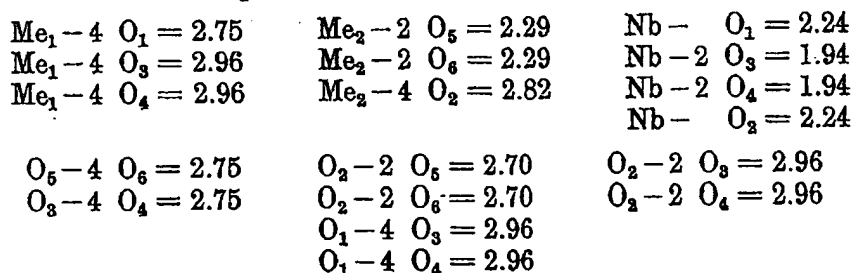 Me₁ – 4 O₁ = 2.75 Me₂ – 2 O₅ = 2.29 Nb – O₁ = 2.24
Me₁ – 4 O₃ = 2.96 Me₂ – 2 O₆ = 2.29 Nb – 2 O₃ = 1.94
Me₁ – 4 O₄ = 2.96 Me₂ – 4 O₂ = 2.82 Nb – 2 O₄ = 1.94
Nb – O₂ = 2.24
O₅ – 4 O₆ = 2.75 O₂ – 2 O₅ = 2.70 O₂ – 2 O₃ = 2.96
O₃ – 4 O₄ = 2.75 O₂ – 2 O₆ = 2.70 O₂ – 2 O₄ = 2.96
O₁ – 4 O₃ = 2.96
O₁ – 4 O₄ = 2.96